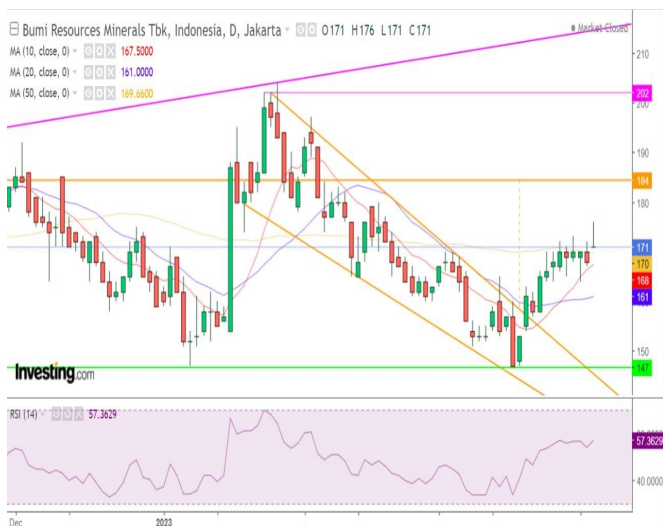 Bumi Resources Minerals Tbk, Indonesia, D, Jakarta O171 H176 L171 C171
Market Closed
MA (10, close, 0) 167.5000
MA (20, close, 0) 161.0000
MA (50, close, 0) 169.6600
210
202
200
190
184
180
171
170
168
161
150
147
Investing.com
RSI (14) 57.3629
57.3629
40.0000
Dec 2023